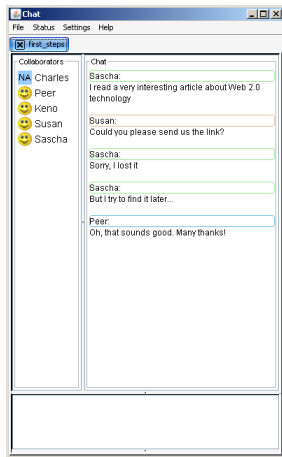 Chat
File Status Settings Help
first_steps
Collaborators
NA Charles
Peer
Keno
Susan
Sascha
Chat
Sascha:
I read a very interesting article about Web 2.0
technology
Susan:
Could you please send us the link?
Sascha:
Sorry, I lost it
Sascha:
But I try to find it later...
Peer:
Oh, that sounds good. Many thanks!